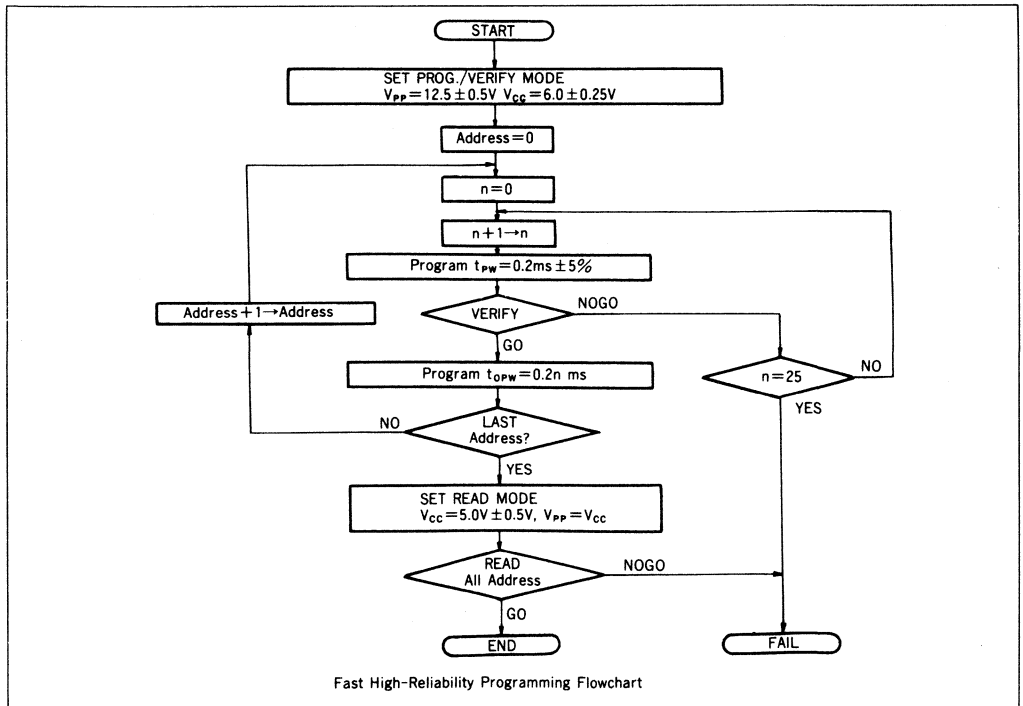 START
SET PROG./VERIFY MODE
VPP=12.5±0.5V VCC=6.0±0.25V
Address=0
n=0
n+1→n
Program tPW=0.2ms±5%
Address+1→Address
VERIFY
NOGO
GO
Program tOPW=0.2n ms
n=25
NO
YES
NO
LAST
Address?
YES
SET READ MODE
VCC=5.0V±0.5V, VPP=VCC
READ
All Address
NOGO
GO
END
FAIL
Fast High-Reliability Programming Flowchart